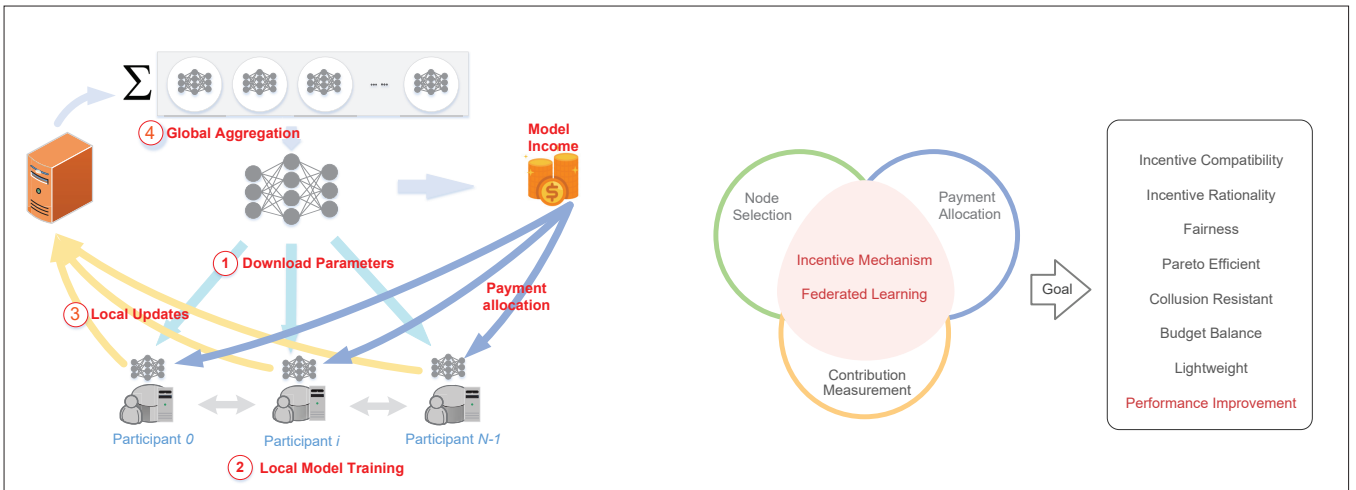 Σ
... ...
4 Global Aggregation
Model
Income
$
1 Download Parameters
Payment
allocation
3 Local Updates
Participant 0
Participant i
Participant N-1
2 Local Model Training
Node
Selection
Payment
Allocation
Incentive Mechanism
Federated Learning
Contribution
Measurement
Goal
Incentive Compatibility
Incentive Rationality
Fairness
Pareto Efficient
Collusion Resistant
Budget Balance
Lightweight
Performance Improvement